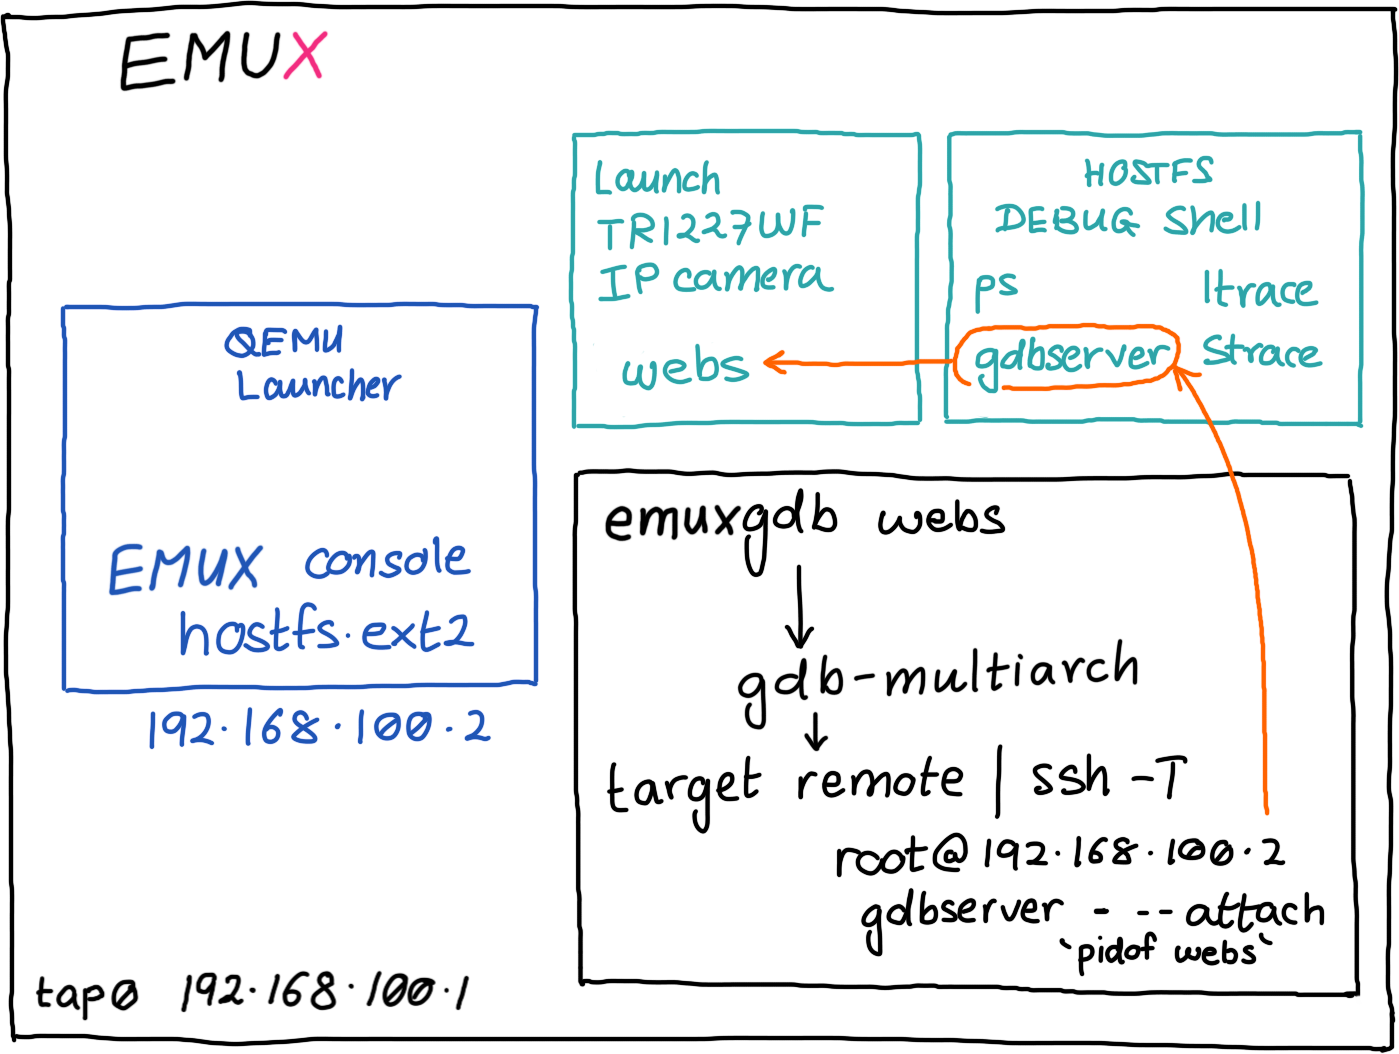 EMUX
Launch
TR1227WF
IP camera
webs
HOSTFS
DEBUG Shell
ps ltrace
gdbserver strace
QEMU
Launcher
EMUX console
hostfs.ext2
192.168.100.2
emuxgdb webs
gdb-multiarch
target remote | ssh -T
root@192.168.100.2
gdbserver - --attach
`pidof webs`
tap0 192.168.100.1